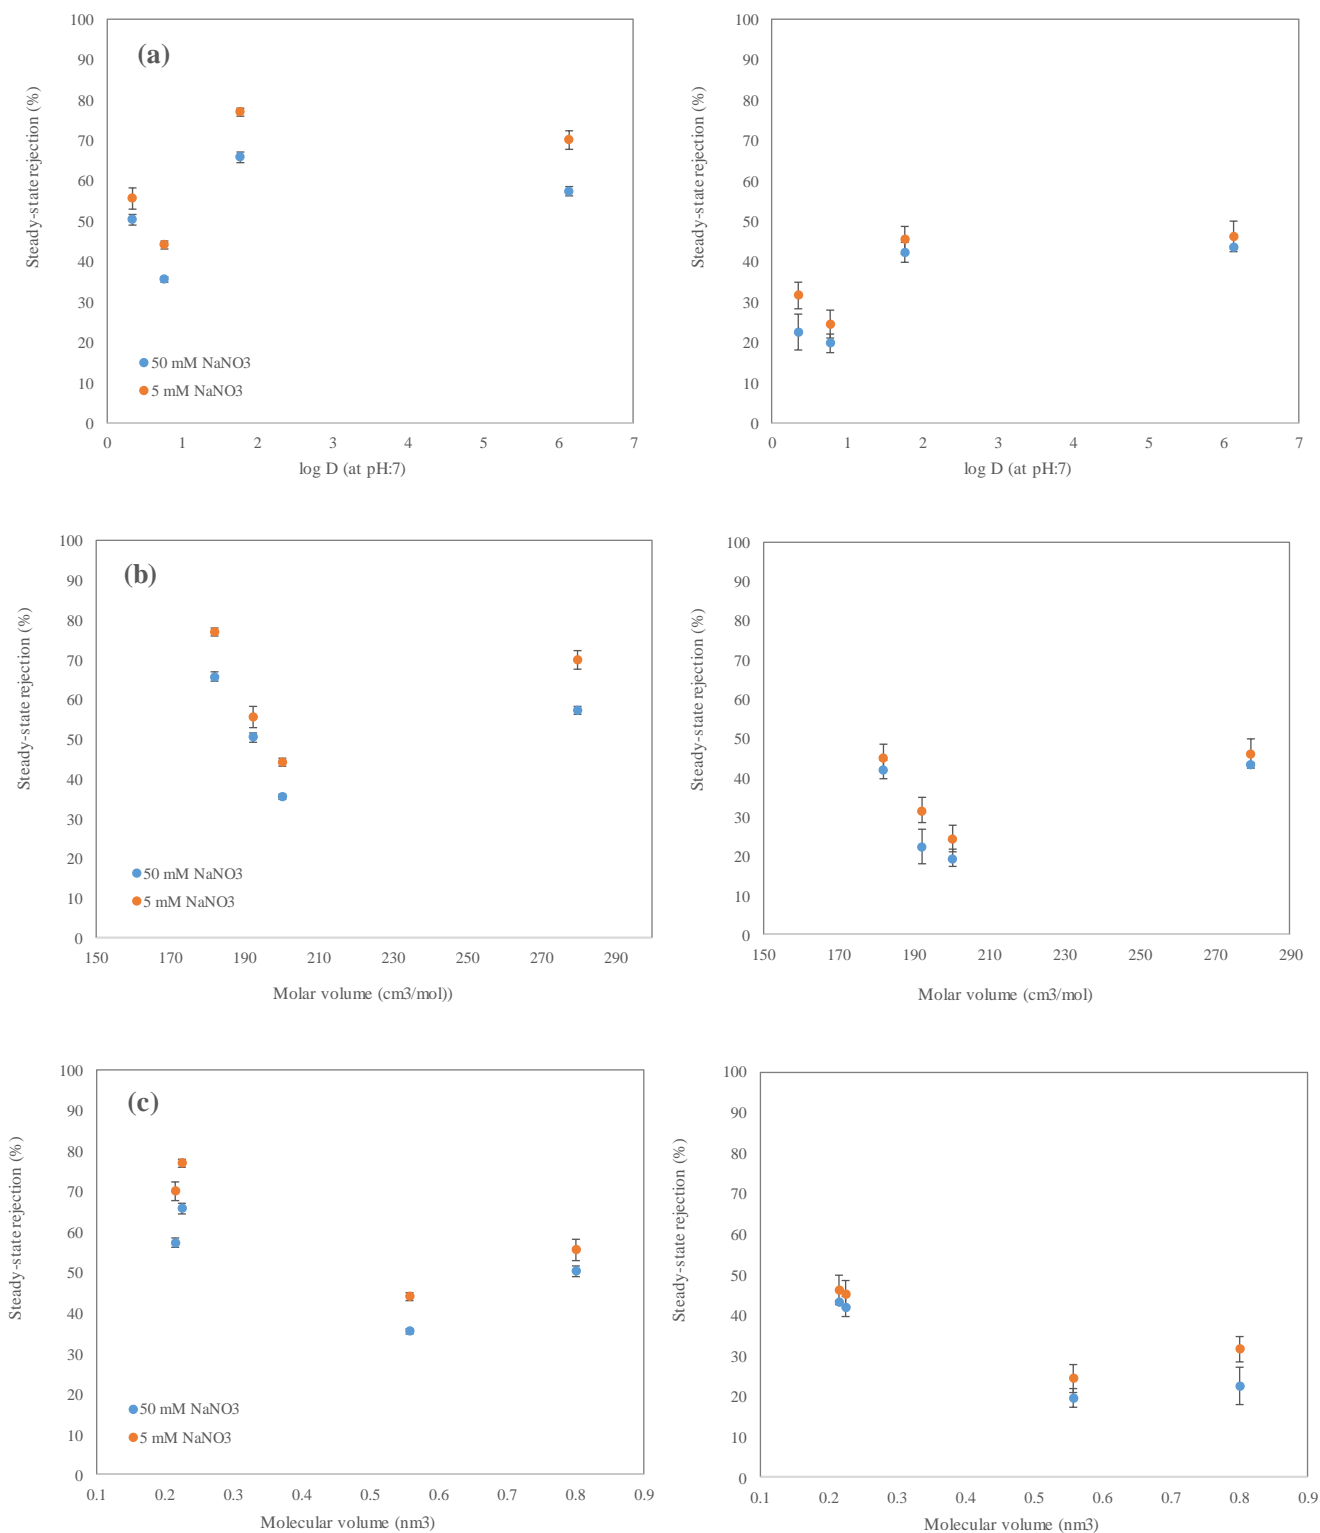 (a)
Steady-state rejection (%)
100
90
80
70
60
50
40
30
20
10
0
50 mM NaNO3
5 mM NaNO3
0 1 2 3 4 5 6 7
log D (at pH:7)
Steady-state rejection (%)
100
90
80
70
60
50
40
30
20
10
0
0 1 2 3 4 5 6 7
log D (at pH:7)
(b)
Steady-state rejection (%)
100
90
80
70
60
50
40
30
20
10
0
50 mM NaNO3
5 mM NaNO3
150 170 190 210 230 250 270 290
Molar volume (cm3/mol))
Steady-state rejection (%)
100
90
80
70
60
50
40
30
20
10
0
150 170 190 210 230 250 270 290
Molar volume (cm3/mol)
(c)
Steady-state rejection (%)
100
90
80
70
60
50
40
30
20
10
0
50 mM NaNO3
5 mM NaNO3
0.1 0.2 0.3 0.4 0.5 0.6 0.7 0.8 0.9
Molecular volume (nm3)
Steady-state rejection (%)
100
90
80
70
60
50
40
30
20
10
0
0.1 0.2 0.3 0.4 0.5 0.6 0.7 0.8 0.9
Molecular volume (nm3)